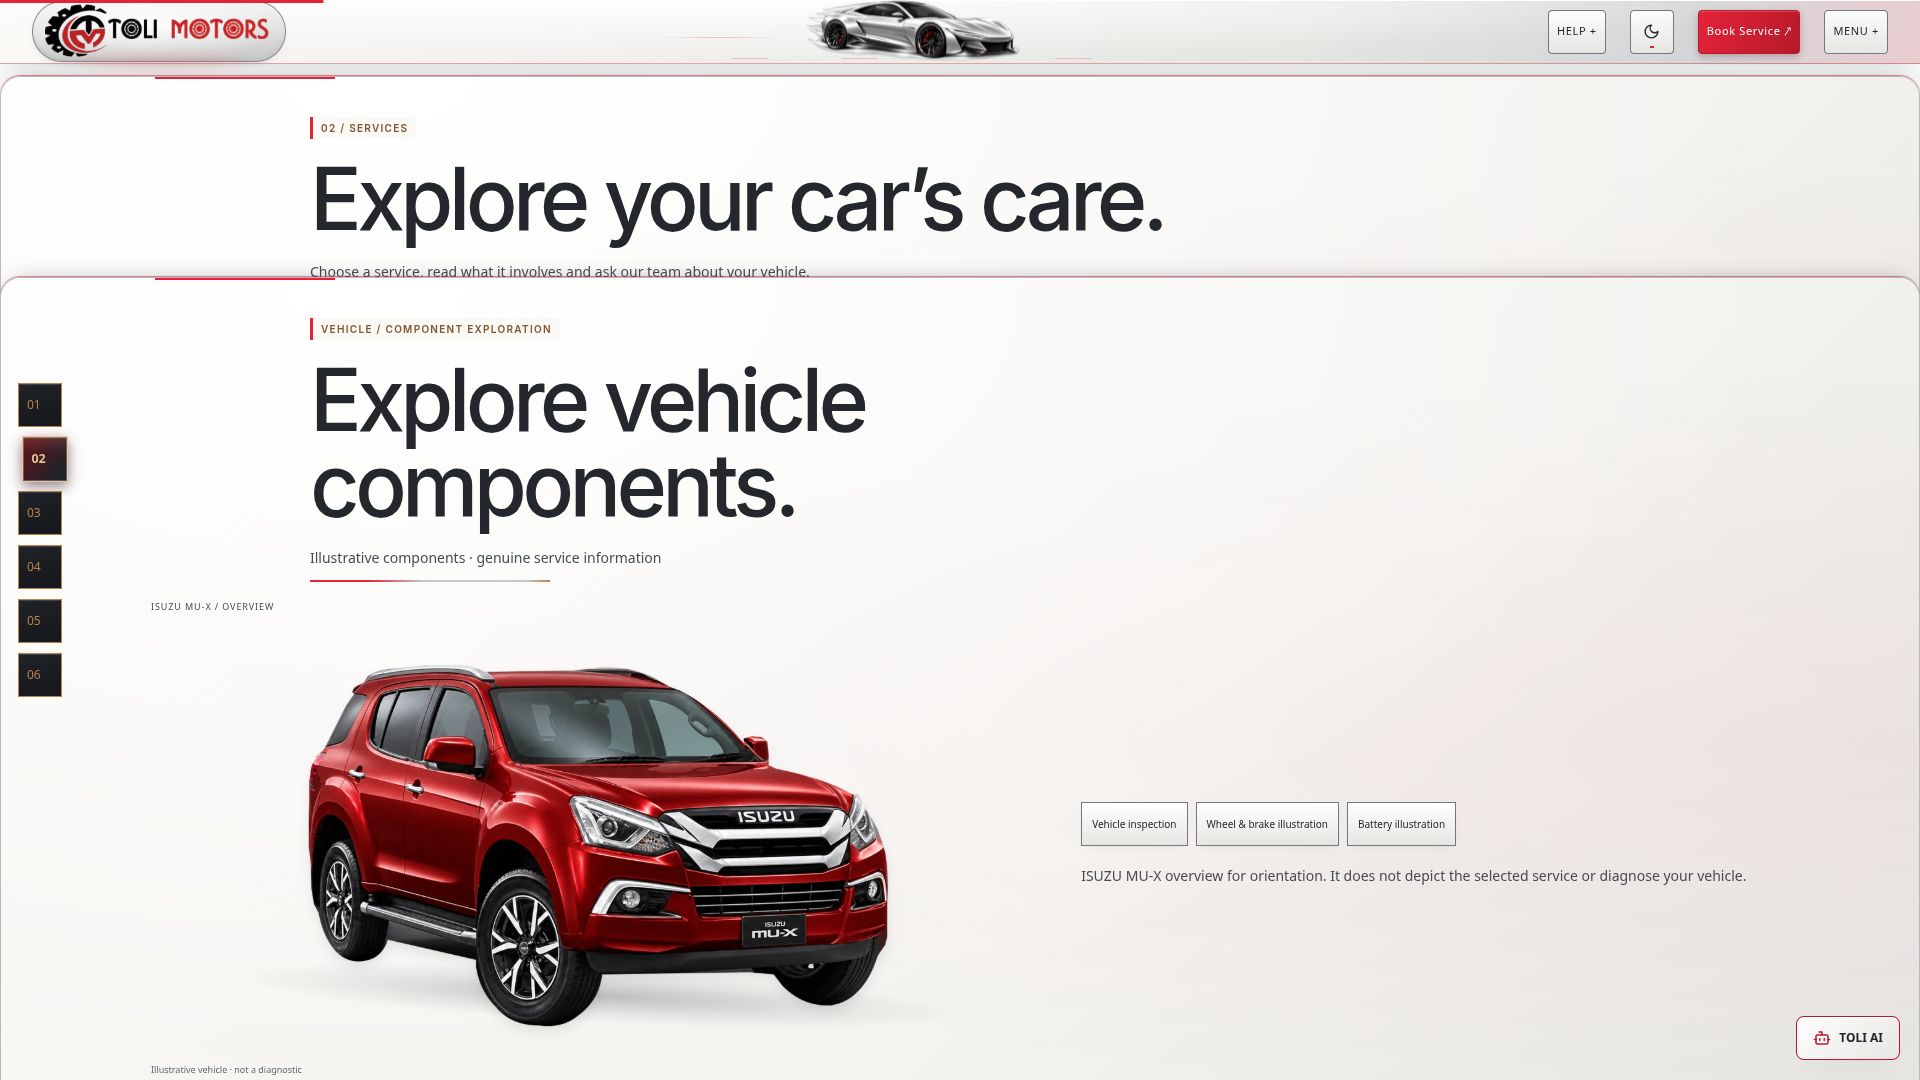 TOLI MOTORS
HELP +
Book Service ↗
MENU +
02 / SERVICES
Explore your car’s care.
Choose a service, read what it involves and ask our team about your vehicle.
VEHICLE / COMPONENT EXPLORATION
Explore vehicle
components.
Illustrative components · genuine service information
01
02
03
04
05
06
ISUZU MU-X / OVERVIEW
ISUZU
ISUZU
mu-X
Vehicle inspection
Wheel & brake illustration
Battery illustration
ISUZU MU-X overview for orientation. It does not depict the selected service or diagnose your vehicle.
TOLI AI
Illustrative vehicle · not a diagnostic